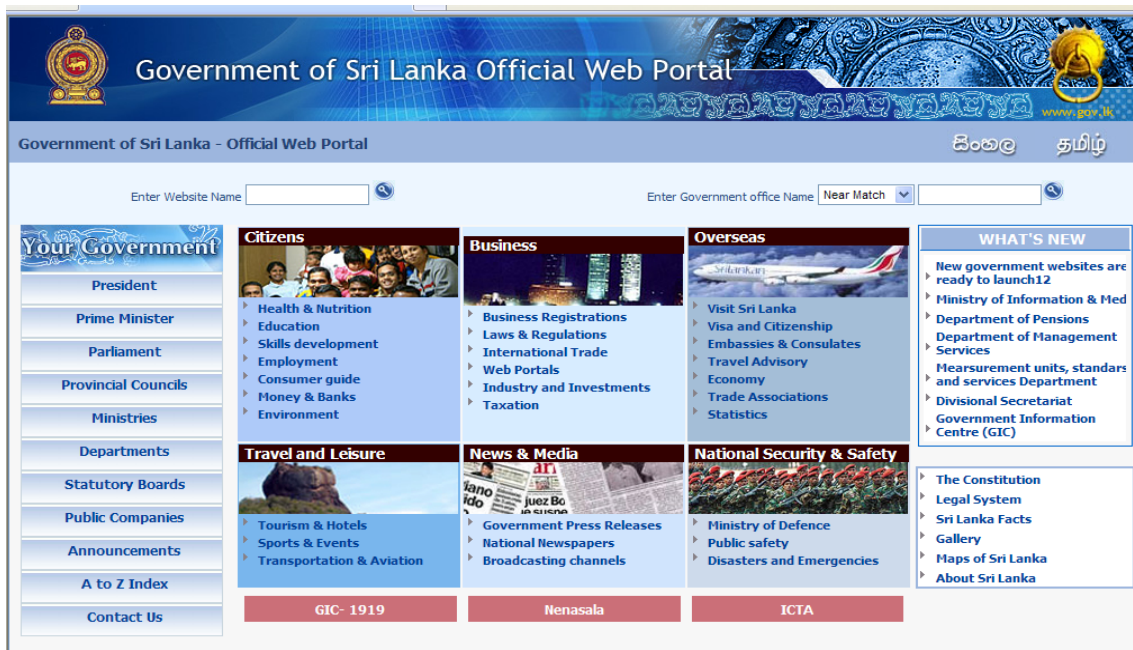 Government of Sri Lanka Official Web Portal
www.gov.lk
Government of Sri Lanka - Official Web Portal
සිංහල
தமிழ்
Enter Website Name
Enter Government office Name
Near Match
Your Government
President
Prime Minister
Parliament
Provincial Councils
Ministries
Departments
Statutory Boards
Public Companies
Announcements
A to Z Index
Contact Us
Citizens
Health & Nutrition
Education
Skills development
Employment
Consumer guide
Money & Banks
Environment
Business
Business Registrations
Laws & Regulations
International Trade
Web Portals
Industry and Investments
Taxation
Overseas
SriLankan
Visit Sri Lanka
Visa and Citizenship
Embassies & Consulates
Travel Advisory
Economy
Trade Associations
Statistics
Travel and Leisure
Tourism & Hotels
Sports & Events
Transportation & Aviation
News & Media
juez Bo
Government Press Releases
National Newspapers
Broadcasting channels
National Security & Safety
Ministry of Defence
Public safety
Disasters and Emergencies
GIC- 1919
Nenasala
ICTA
WHAT'S NEW
New government websites are
ready to launch12
Ministry of Information & Med
Department of Pensions
Department of Management
Services
Mearsurement units, standars
and services Department
Divisional Secretariat
Government Information
Centre (GIC)
The Constitution
Legal System
Sri Lanka Facts
Gallery
Maps of Sri Lanka
About Sri Lanka